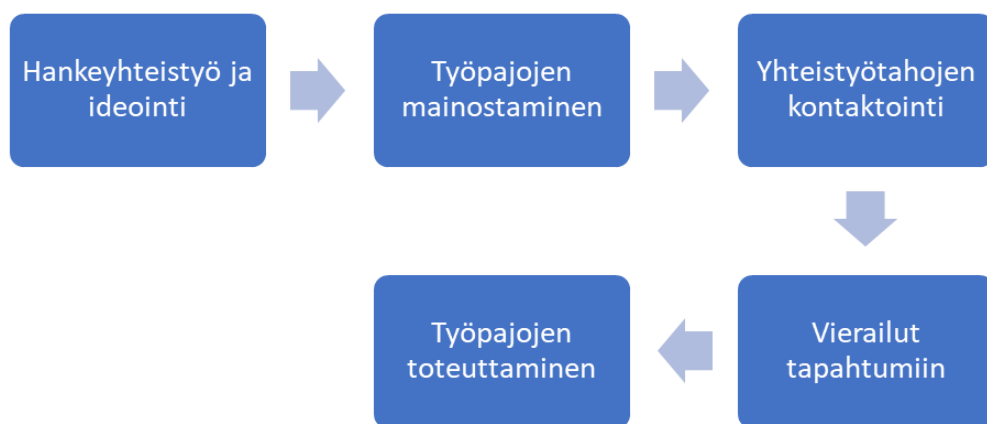 Hankeyhteistyö ja
ideointi
Työpajojen
mainostaminen
Yhteistyötahojen
kontaktointi
Vierailut
tapahtumiin
Työpajojen
toteuttaminen